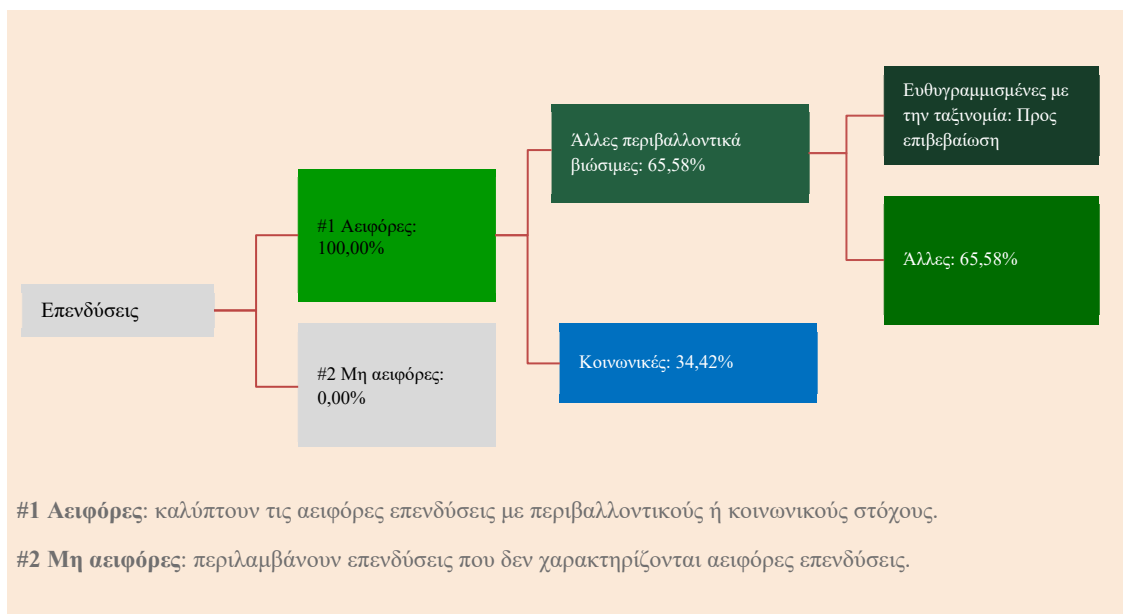 Επενδύσεις
#1 Αειφόρες:
100,00%
#2 Μη αειφόρες:
0,00%
Άλλες περιβαλλοντικά
βιώσιμες: 65,58%
Κοινωνικές: 34,42%
Ευθυγραμμισμένες με
την ταξινομία: Προς
επιβεβαίωση
Άλλες: 65,58%
#1 Αειφόρες: καλύπτουν τις αειφόρες επενδύσεις με περιβαλλοντικούς ή κοινωνικούς στόχους.
#2 Μη αειφόρες: περιλαμβάνουν επενδύσεις που δεν χαρακτηρίζονται αειφόρες επενδύσεις.